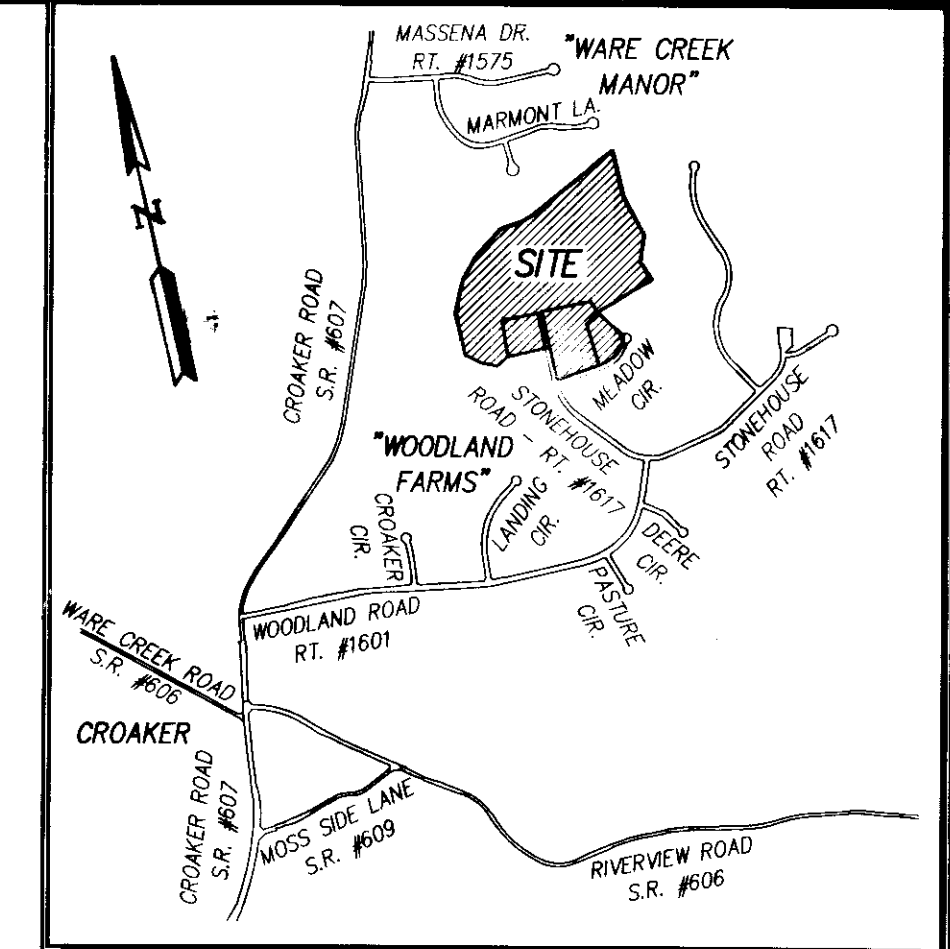 MASSENA DR.
RT. #1575
"WARE CREEK
MANOR"
MARMONT LA.
N
SITE
CROAKER ROAD
S.R. #607
MEADOW
CIR.
STONEHOUSE
ROAD - RT. #1617
STONEHOUSE
ROAD
RT. #1617
"WOODLAND
FARMS"
CROAKER
CIR.
LANDING
CIR.
DEERE
CIR.
PASTURE
CIR.
WOODLAND ROAD
RT. #1601
WARE CREEK ROAD
S.R. #606
CROAKER
CROAKER ROAD
S.R. #607
MOSS SIDE LANE
S.R. #609
RIVERVIEW ROAD
S.R. #606